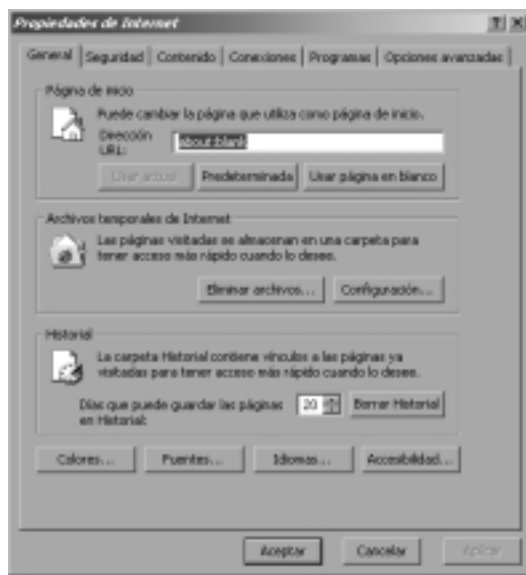 Propiedades de Internet
General Seguridad Contenido Conexiones Programas Opciones avanzadas
Página de inicio
Puede cambiar la página que utiliza como página de inicio.
Dirección
URL:
about:blank
Usar actual Predeterminada Usar página en blanco
Archivos temporales de Internet
Las páginas visitadas se almacenan en una carpeta para
tener acceso más rápido cuando lo desee.
Eliminar archivos... Configuración...
Historial
La carpeta Historial contiene vínculos a las páginas ya
visitadas para tener acceso más rápido cuando lo desee.
Días que puede guardar las páginas
en Historial:
20 Borrar Historial
Colores... Fuentes... Idiomas... Accesibilidad...
Aceptar Cancelar Aplicar